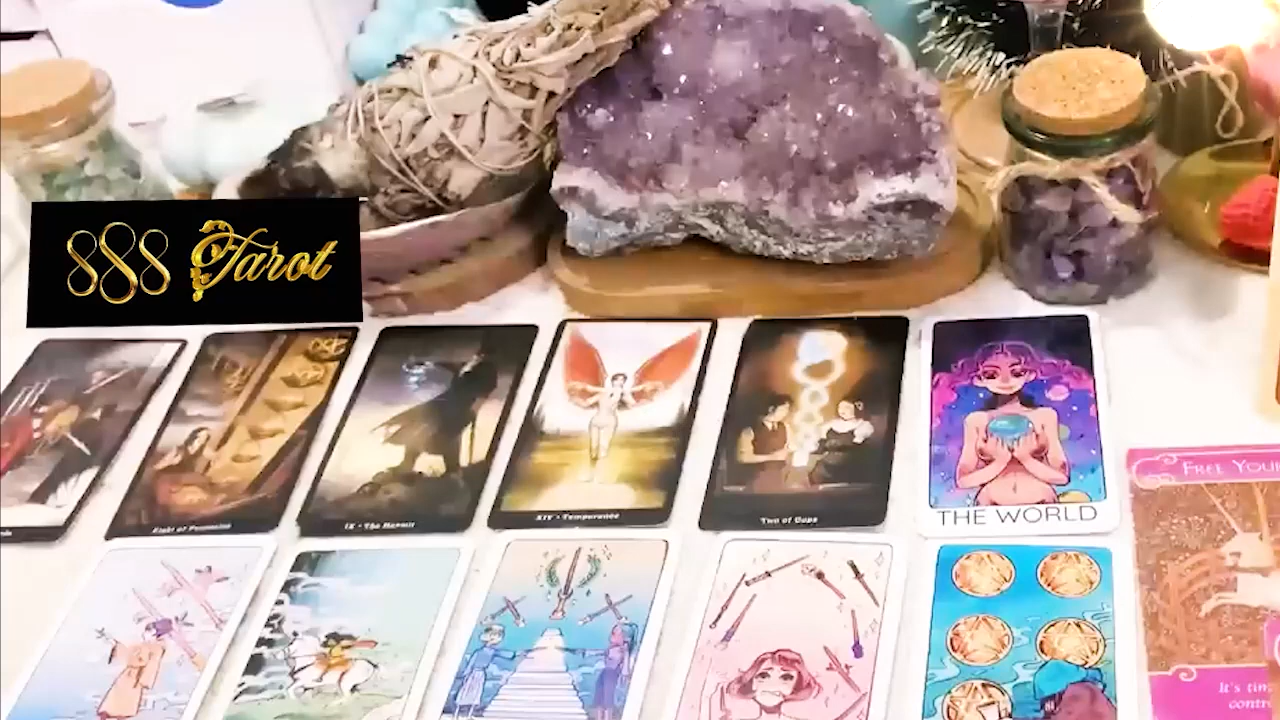 888 Tarot
Eight of Pentacles
IX • The Hermit
XIV • Temperance
Two of Cups
THE WORLD
FREE YOUR
It's tim
contr